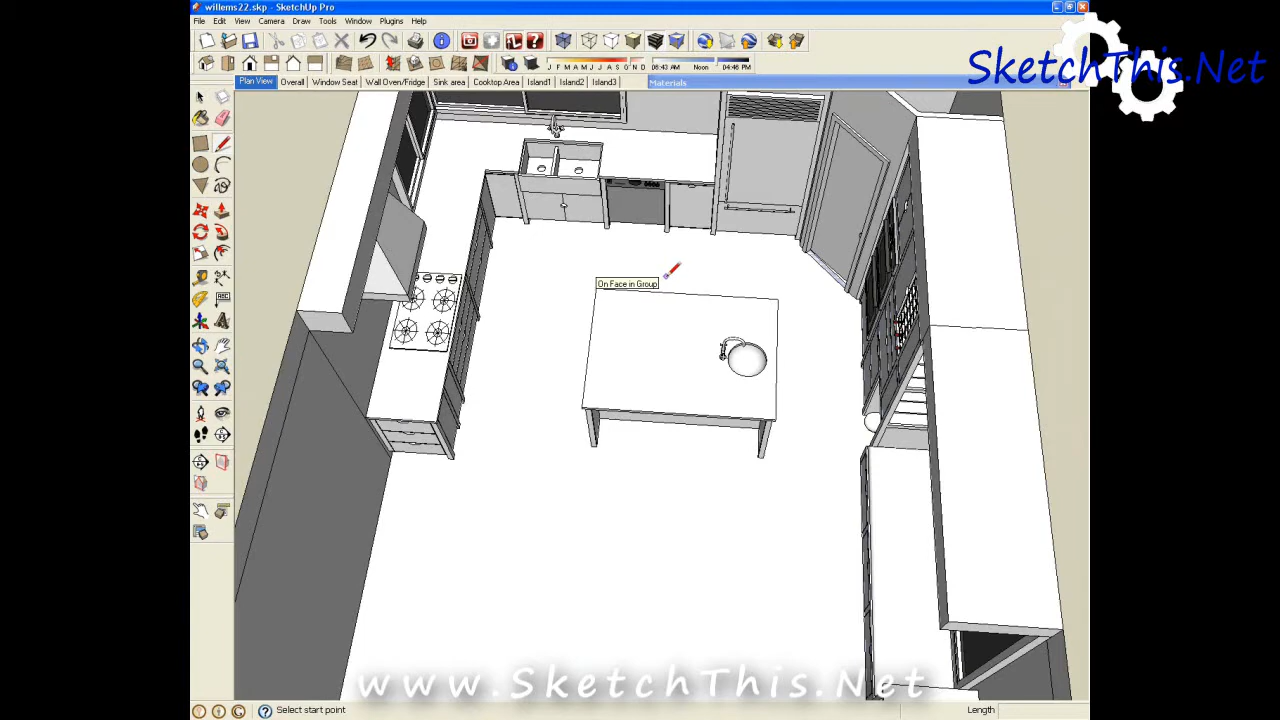 willems22.skp - SketchUp Pro
SketchThis.Net
File Edit View Camera Draw Tools Window Plugins Help
J F M A M J J A S O N D 06:43 AM Noon 04:46 PM
Plan View Overall Window Seat Wall Oven/Fridge Sink area Cooktop Area Island1 Island2 Island3 Materials
ABC
On Face in Group
www.SketchThis.Net
Select start point Length